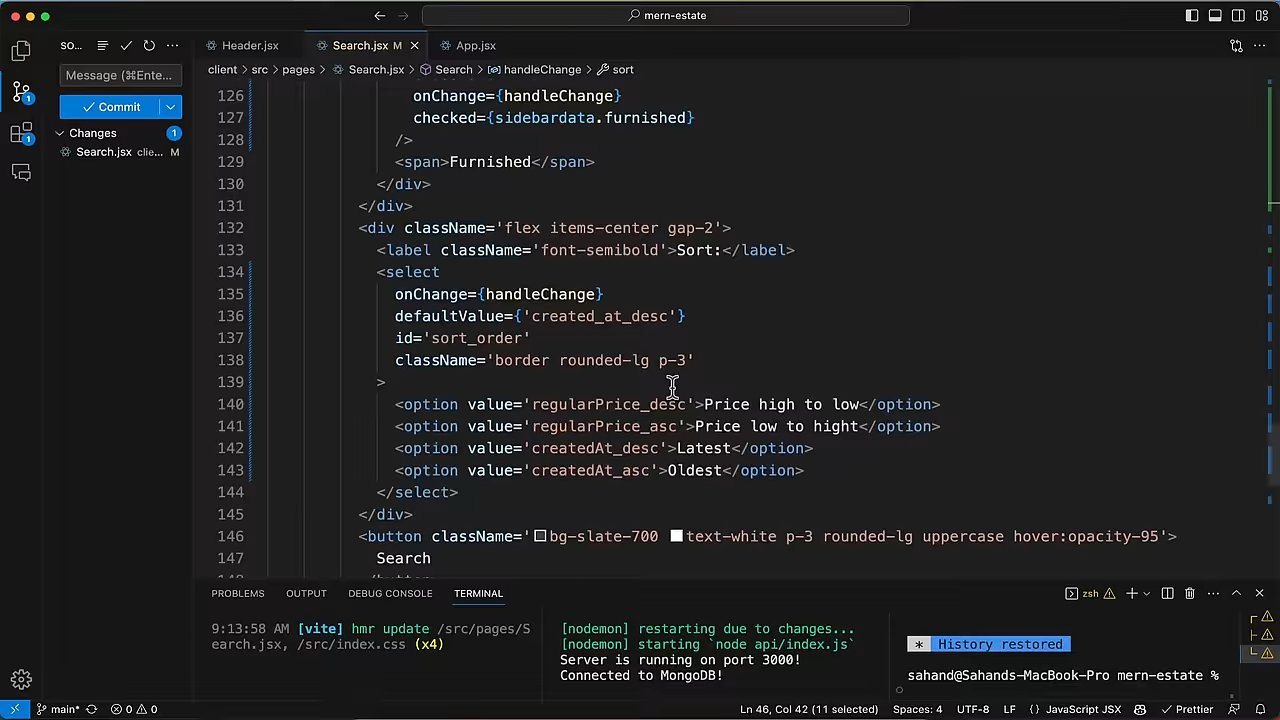 mern-estate
SO...
Header.jsx
Search.jsx M
App.jsx
client > src > pages > Search.jsx > Search > handleChange > sort
Message (⌘Ente...
Commit
Changes 1
Search.jsx clie... M
1
1
126 onChange={handleChange}
127 checked={sidebardata.furnished}
128 />
129 <span>Furnished</span>
130 </div>
131 </div>
132 <div className='flex items-center gap-2'>
133 <label className='font-semibold'>Sort:</label>
134 <select
135 onChange={handleChange}
136 defaultValue={'created_at_desc'}
137 id='sort_order'
138 className='border rounded-lg p-3'
139 >
140 <option value='regularPrice_desc'>Price high to low</option>
141 <option value='regularPrice_asc'>Price low to hight</option>
142 <option value='createdAt_desc'>Latest</option>
143 <option value='createdAt_asc'>Oldest</option>
144 </select>
145 </div>
146 <button className='bg-slate-700 text-white p-3 rounded-lg uppercase hover:opacity-95'>
147 Search
PROBLEMS OUTPUT DEBUG CONSOLE TERMINAL
zsh
9:13:58 AM [vite] hmr update /src/pages/S
earch.jsx, /src/index.css (x4)
[nodemon] restarting due to changes...
[nodemon] starting `node api/index.js`
Server is running on port 3000!
Connected to MongoDB!
* History restored
sahand@Sahands-MacBook-Pro mern-estate %
main* 0 0 Ln 46, Col 42 (11 selected) Spaces: 4 UTF-8 LF {} JavaScript JSX Prettier